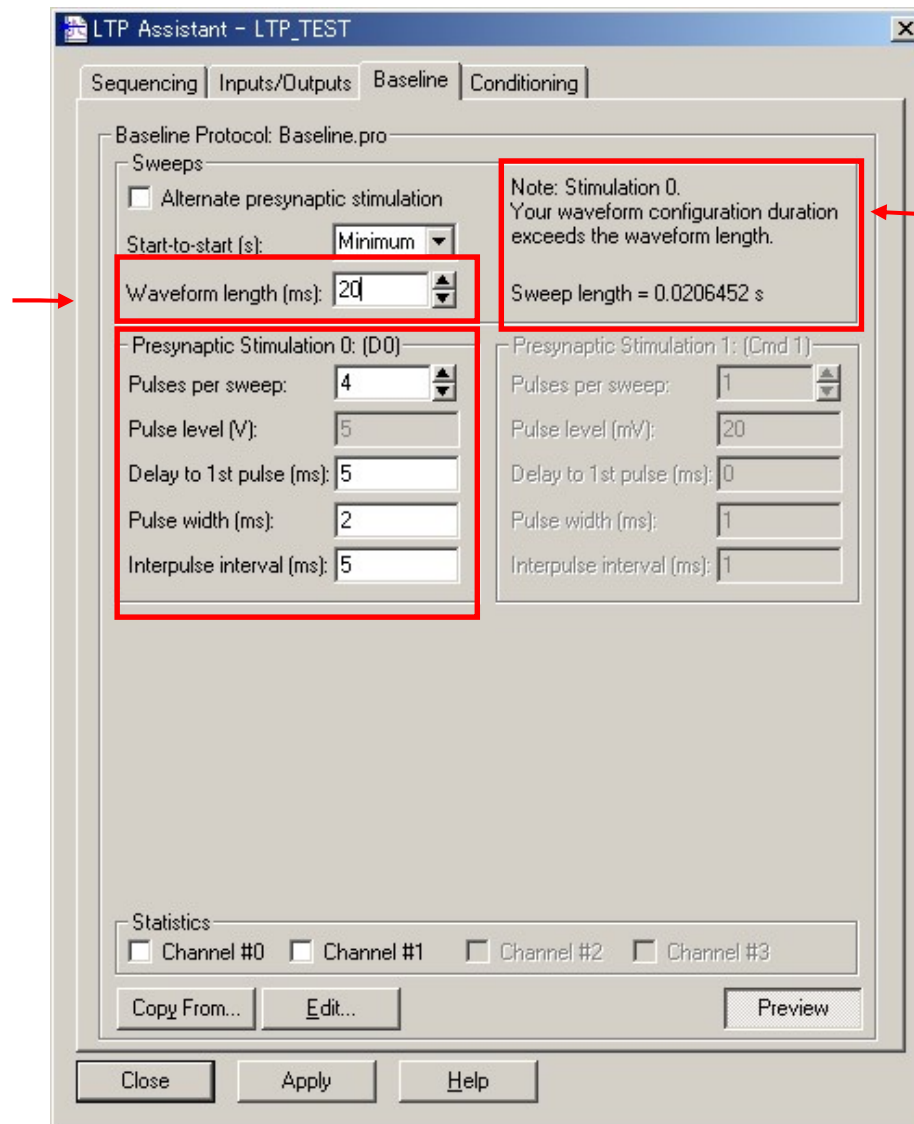 LTP Assistant - LTP_TEST
Sequencing Inputs/Outputs Baseline Conditioning
Baseline Protocol: Baseline.pro
Sweeps
Alternate presynaptic stimulation
Start-to-start (s): Minimum
Waveform length (ms): 20
Note: Stimulation 0.
Your waveform configuration duration
exceeds the waveform length.
Sweep length = 0.0206452 s
Presynaptic Stimulation 0: (D0)
Pulses per sweep: 4
Pulse level (V): 5
Delay to 1st pulse (ms): 5
Pulse width (ms): 2
Interpulse interval (ms): 5
Presynaptic Stimulation 1: (Cmd 1)
Pulses per sweep: 1
Pulse level (mV): 20
Delay to 1st pulse (ms): 0
Pulse width (ms): 1
Interpulse interval (ms): 1
Statistics
Channel #0 Channel #1 Channel #2 Channel #3
Copy From... Edit... Preview
Close Apply Help